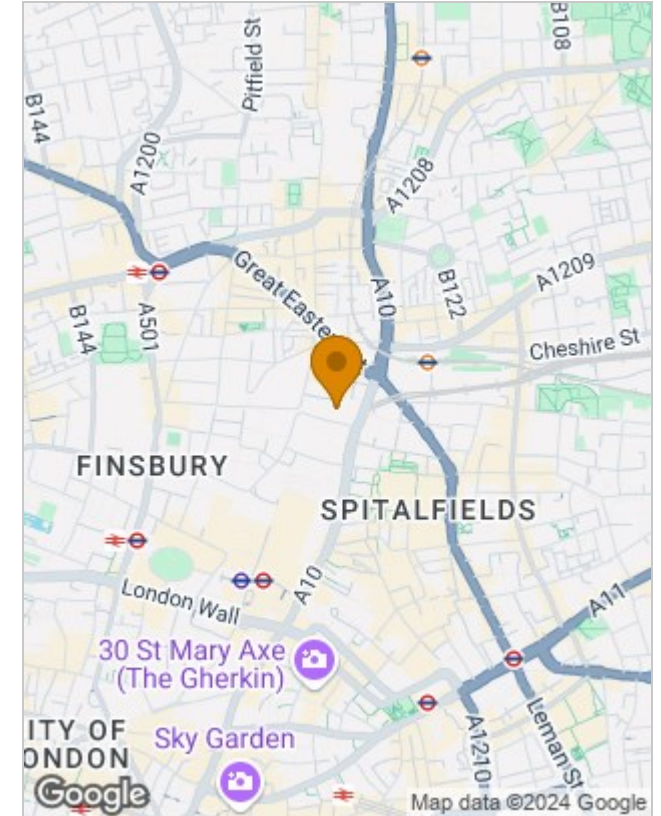 B108
Pitfield St
B144
A1200
A1208
Great Easte
A10
B122
A1209
B144
A501
Cheshire St
FINSBURY
SPITALFIELDS
A10
London Wall
A11
30 St Mary Axe
(The Gherkin)
Leman St
A1210
ITY OF
ONDON
Sky Garden
Google
Map data ©2024 Google